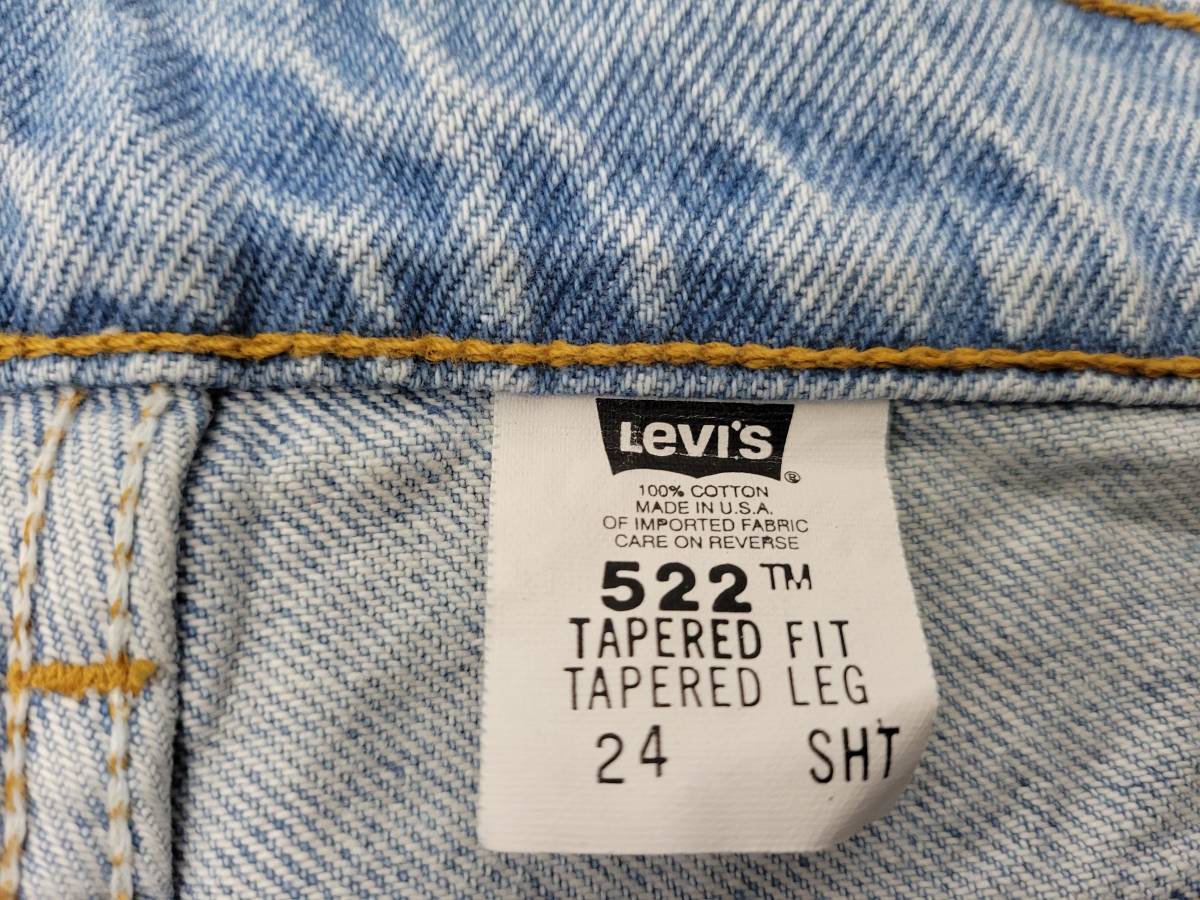 LEVI'S ®
100% COTTON
MADE IN U.S.A.
OF IMPORTED FABRIC
CARE ON REVERSE
522™
TAPERED FIT
TAPERED LEG
24 SHT